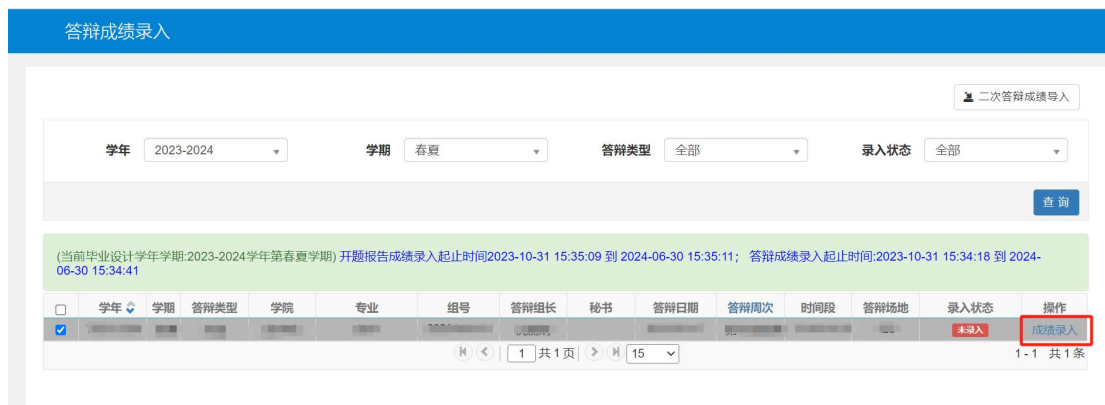 答辩成绩录入
二次答辩成绩导入
学年 2023-2024 学期 春夏 答辩类型 全部 录入状态 全部
查 询
(当前毕业设计学年学期:2023-2024学年第春夏学期) 开题报告成绩录入起止时间2023-10-31 15:35:09 到 2024-06-30 15:35:11; 答辩成绩录入起止时间:2023-10-31 15:34:18 到 2024-
06-30 15:34:41
学年 学期 答辩类型 学院 专业 组号 答辩组长 秘书 答辩日期 答辩周次 时间段 答辩场地 录入状态 操作
未录入 成绩录入
1 共1页 15 1 - 1 共1条